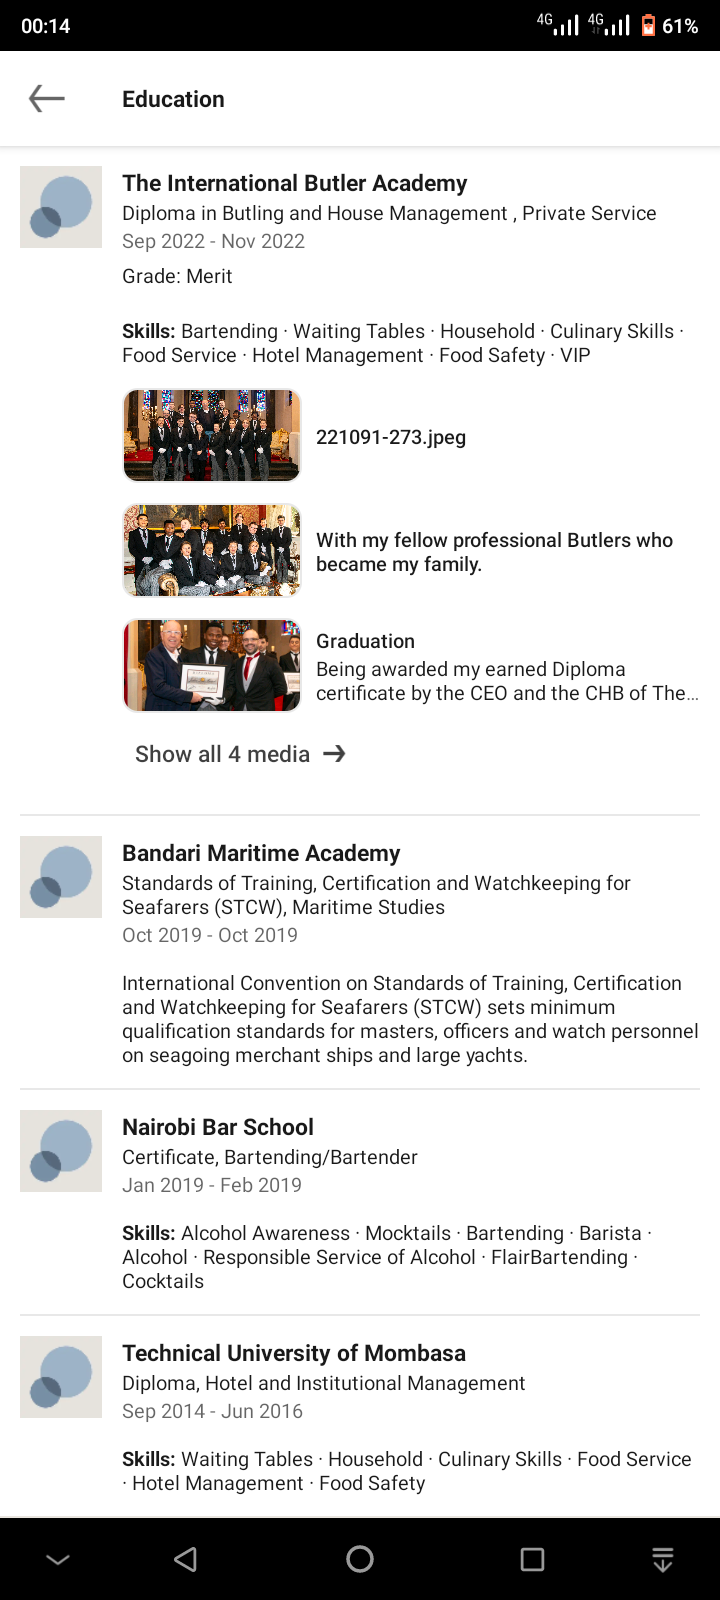 00:14
4G 4G 61%
Education
The International Butler Academy
Diploma in Butling and House Management , Private Service
Sep 2022 - Nov 2022
Grade: Merit
Skills: Bartending · Waiting Tables · Household · Culinary Skills ·
Food Service · Hotel Management · Food Safety · VIP
221091-273.jpeg
With my fellow professional Butlers who
became my family.
Graduation
Being awarded my earned Diploma
certificate by the CEO and the CHB of The...
Show all 4 media →
Bandari Maritime Academy
Standards of Training, Certification and Watchkeeping for
Seafarers (STCW), Maritime Studies
Oct 2019 - Oct 2019
International Convention on Standards of Training, Certification
and Watchkeeping for Seafarers (STCW) sets minimum
qualification standards for masters, officers and watch personnel
on seagoing merchant ships and large yachts.
Nairobi Bar School
Certificate, Bartending/Bartender
Jan 2019 - Feb 2019
Skills: Alcohol Awareness · Mocktails · Bartending · Barista ·
Alcohol · Responsible Service of Alcohol · FlairBartending ·
Cocktails
Technical University of Mombasa
Diploma, Hotel and Institutional Management
Sep 2014 - Jun 2016
Skills: Waiting Tables · Household · Culinary Skills · Food Service
· Hotel Management · Food Safety